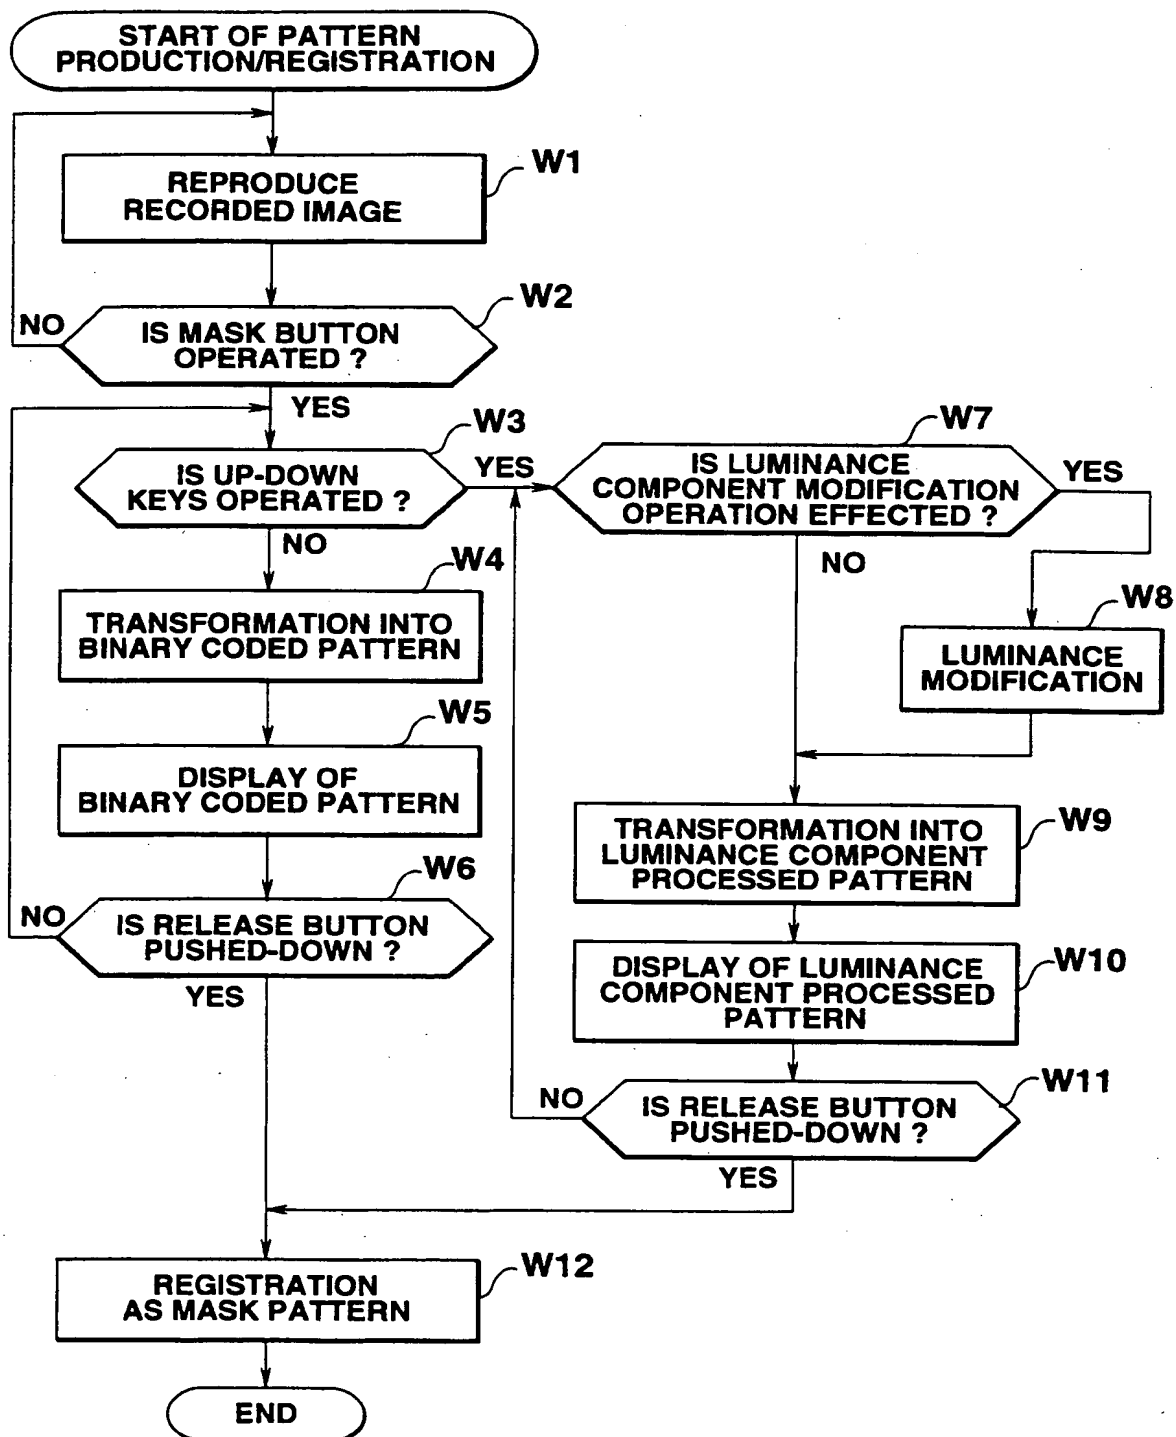 START OF PATTERN
PRODUCTION/REGISTRATION
W1
REPRODUCE
RECORDED IMAGE
W2
NO
IS MASK BUTTON
OPERATED ?
YES
W3
IS UP-DOWN
KEYS OPERATED ?
YES
NO
W4
TRANSFORMATION INTO
BINARY CODED PATTERN
W5
DISPLAY OF
BINARY CODED PATTERN
W6
NO
IS RELEASE BUTTON
PUSHED-DOWN ?
YES
W7
IS LUMINANCE
COMPONENT MODIFICATION
OPERATION EFFECTED ?
YES
NO
W8
LUMINANCE
MODIFICATION
W9
TRANSFORMATION INTO
LUMINANCE COMPONENT
PROCESSED PATTERN
W10
DISPLAY OF LUMINANCE
COMPONENT PROCESSED
PATTERN
W11
NO
IS RELEASE BUTTON
PUSHED-DOWN ?
YES
W12
REGISTRATION
AS MASK PATTERN
END